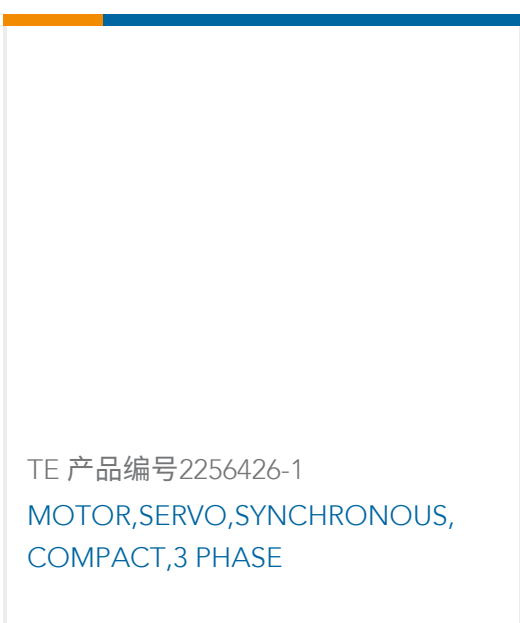 TE 产品编号2256426-1
MOTOR,SERVO,SYNCHRONOUS,
COMPACT,3 PHASE